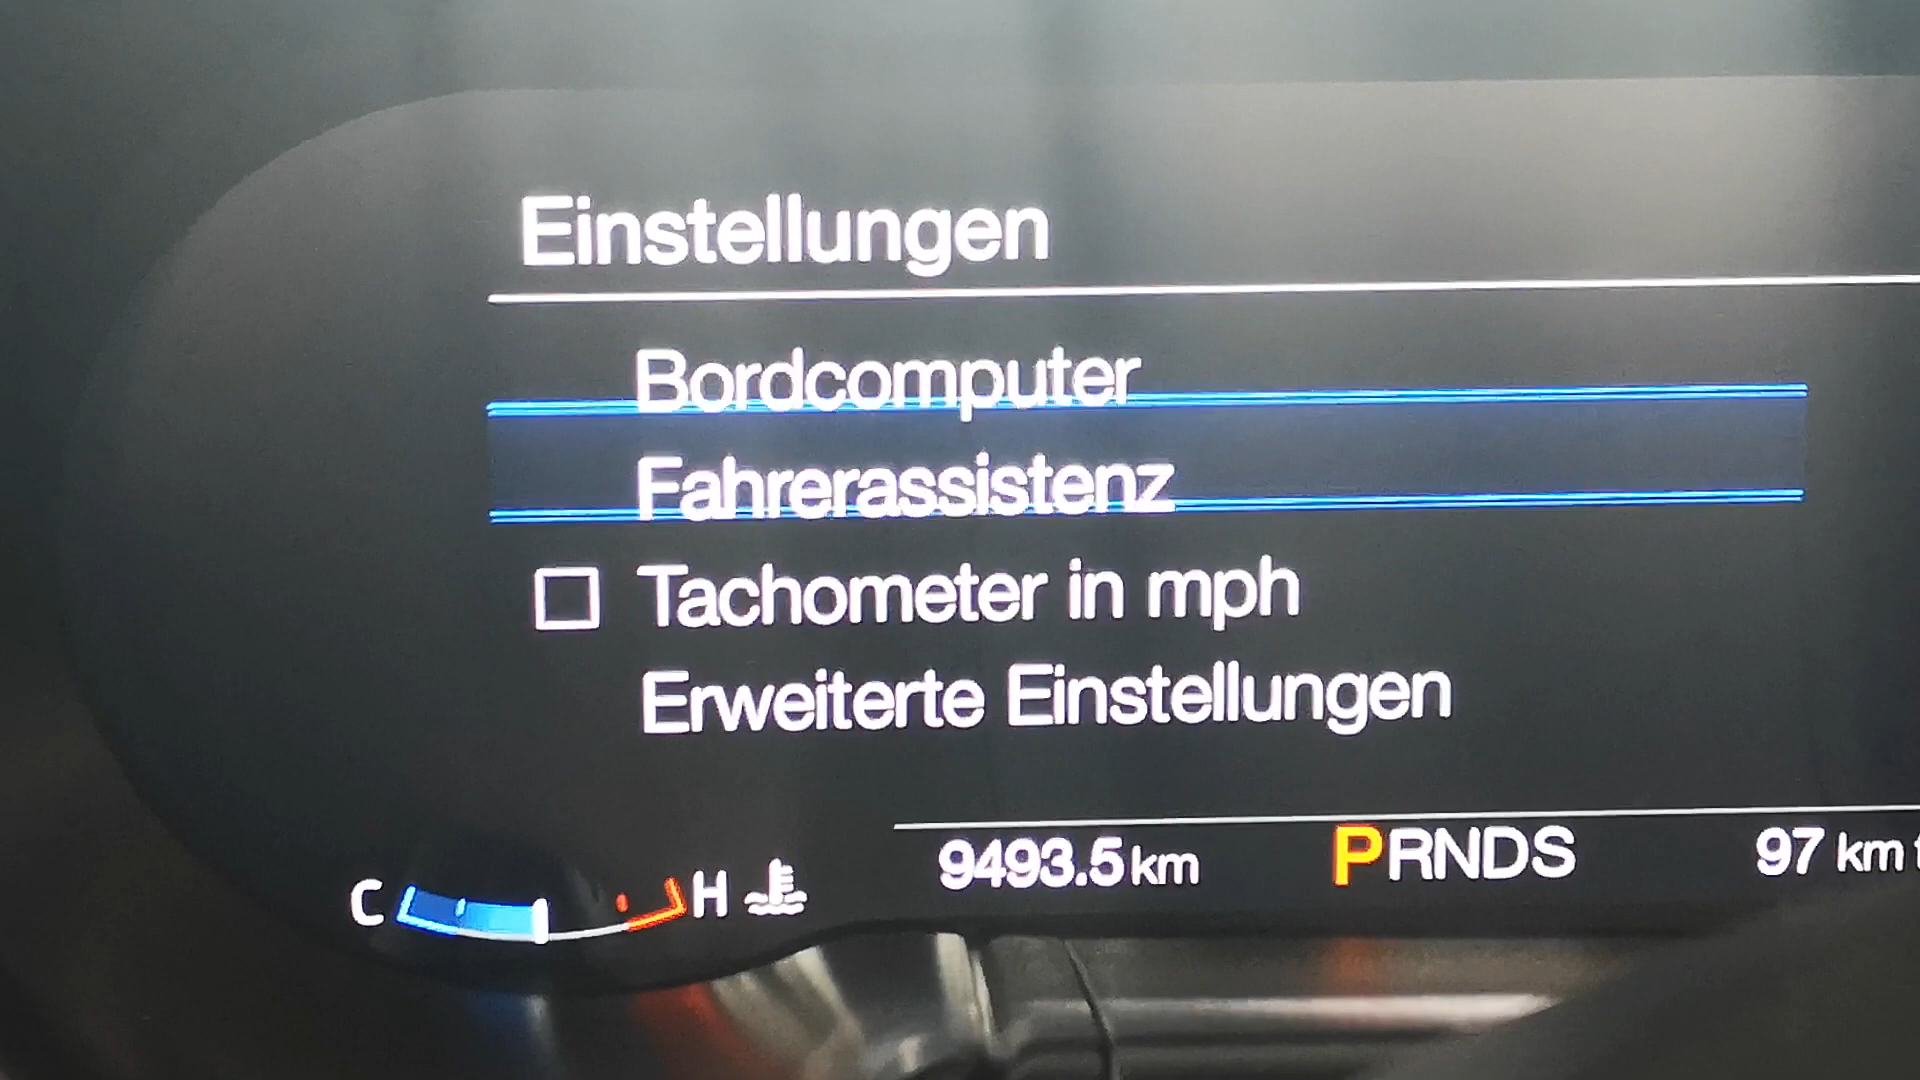 Einstellungen
Bordcomputer
Fahrerassistenz
Tachometer in mph
Erweiterte Einstellungen
C H 9493.5 km PRNDS 97 km